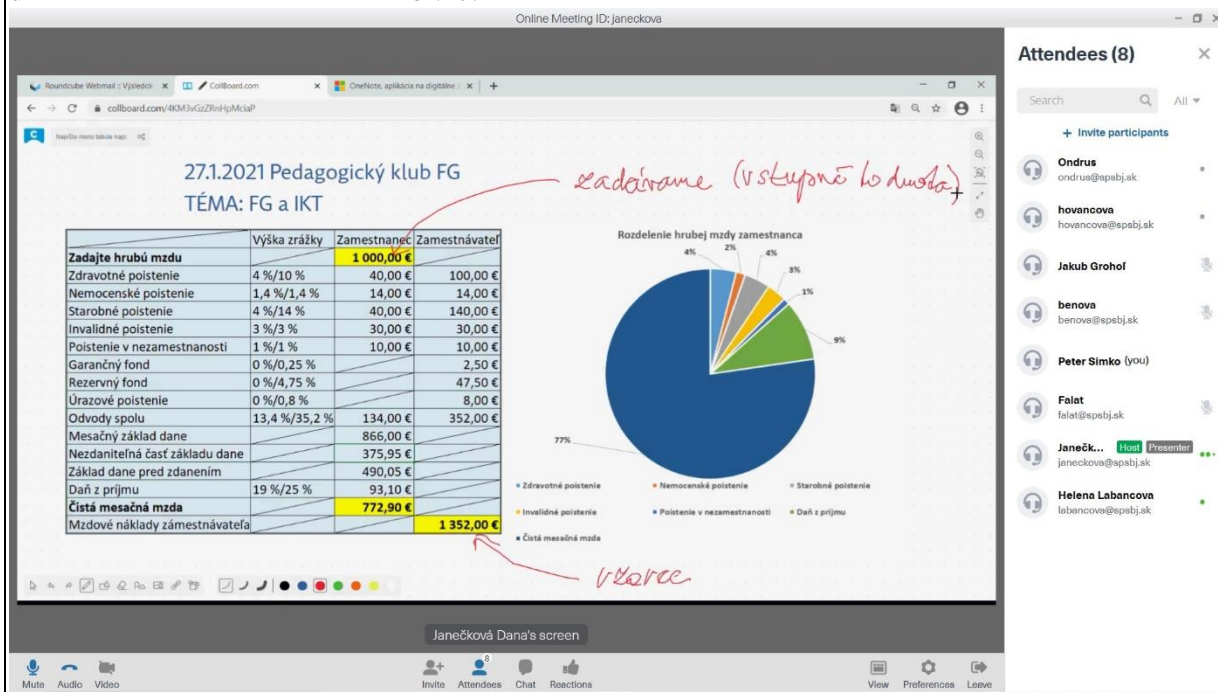 Online Meeting ID: janeckova
Roundcube Webmail :: Výsledok
CollBoard.com
OneNote, aplikácia na digitálne
collboard.com/4KM3vGzZRnHpMclaP
27.1.2021 Pedagogický klub FG
TÉMA: FG a IKT
zadávame (vstupné hodnota)
Výška zrážky Zamestnanec Zamestnávateľ
Zadajte hrubú mzdu 1 000,00 €
Zdravotné poistenie 4 %/10 % 40,00 € 100,00 €
Nemocenské poistenie 1,4 %/1,4 % 14,00 € 14,00 €
Starobné poistenie 4 %/14 % 40,00 € 140,00 €
Invalidné poistenie 3 %/3 % 30,00 € 30,00 €
Poistenie v nezamestnanosti 1 %/1 % 10,00 € 10,00 €
Garančný fond 0 %/0,25 % 2,50 €
Rezervný fond 0 %/4,75 % 47,50 €
Úrazové poistenie 0 %/0,8 % 8,00 €
Odvody spolu 13,4 %/35,2 % 134,00 € 352,00 €
Mesačný základ dane 866,00 €
Nezdaniteľná časť základu dane 375,95 €
Základ dane pred zdanením 490,05 €
Daň z príjmu 19 %/25 % 93,10 €
Čistá mesačná mzda 772,90 €
Mzdové náklady zámestnávateľa 1 352,00 €
vzorec
Rozdelenie hrubej mzdy zamestnanca
4% 2% 4%
3%
1%
9%
77%
Zdravotné poistenie Nemocenské poistenie Starobné poistenie
Invalidné poistenie Poistenie v nezamestnanosti Daň z príjmu
Čistá mesačná mzda
Janečková Dana's screen
Mute Audio Video
8
Invite Attendees Chat Reactions
View Preferences Leave
Attendees (8)
Search All
+ Invite participants
Ondrus
ondrus@spsbj.sk
hovancova
hovancova@spsbj.sk
Jakub Grohoľ
benova
benova@spsbj.sk
Peter Simko (you)
Falat
falat@spsbj.sk
Janečk... Host Presenter
janeckova@spsbj.sk
Helena Labancova
labancova@spsbj.sk